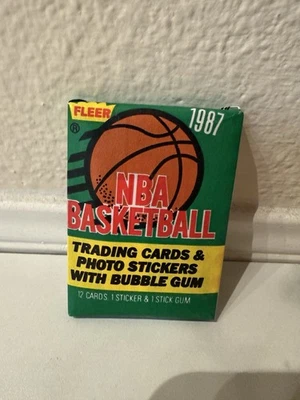 FLEER
®
1987
NBA
BASKETBALL
TRADING CARDS &
PHOTO STICKERS
WITH BUBBLE GUM
12 CARDS, 1 STICKER & 1 STICK GUM